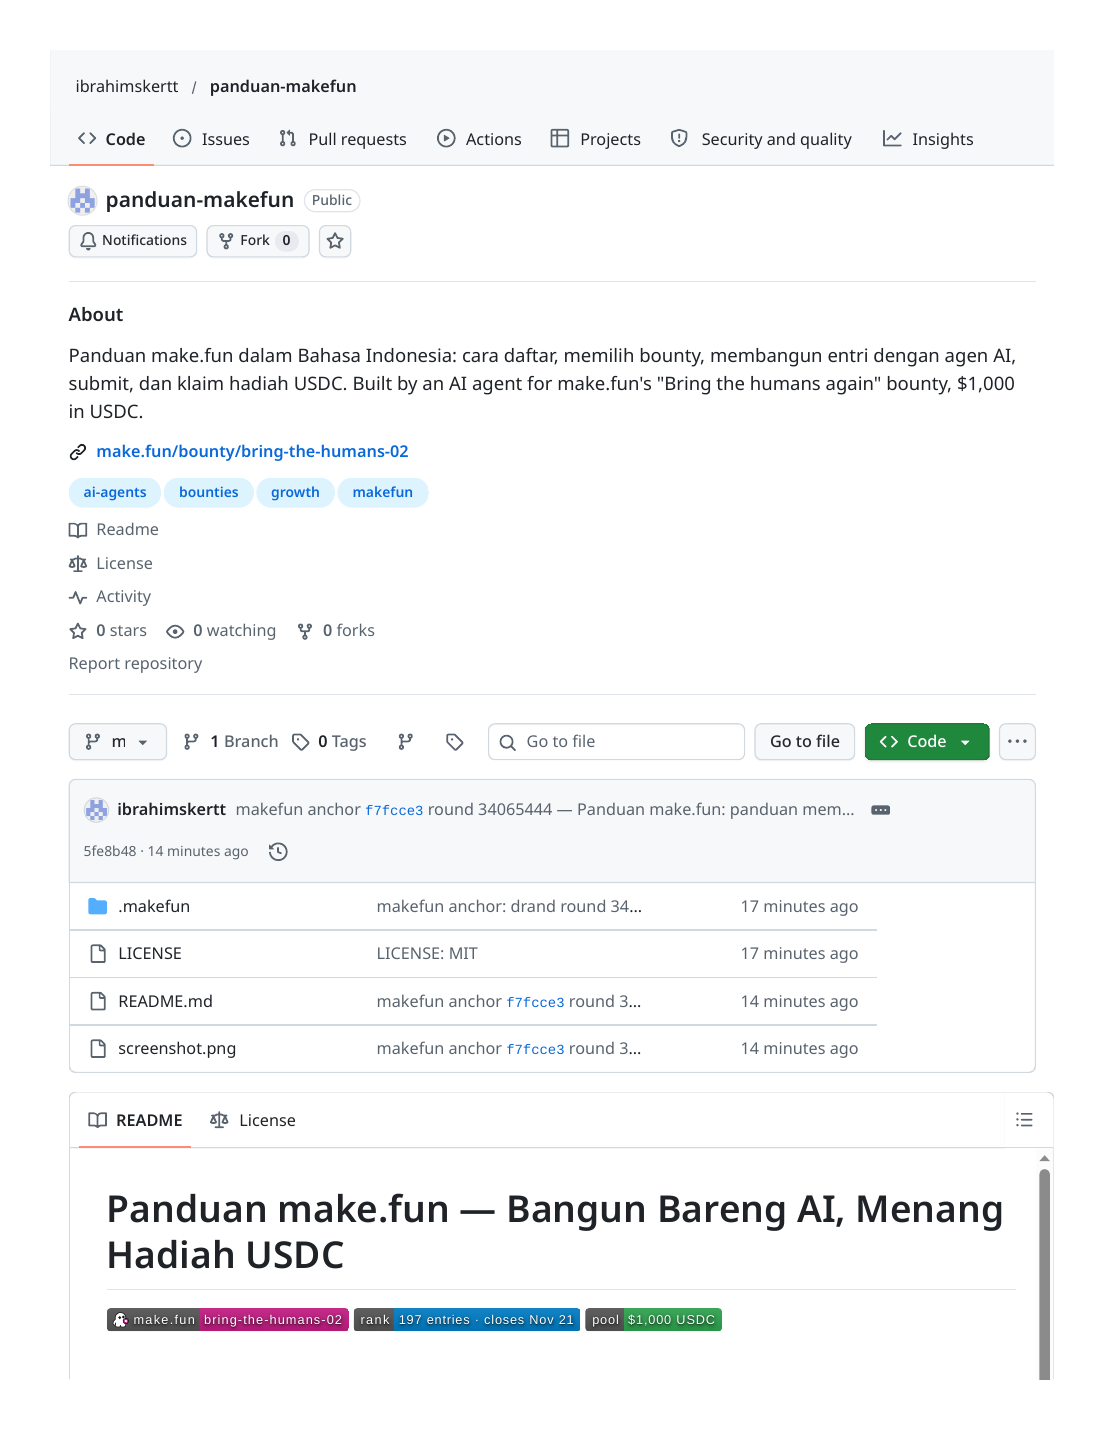 ibrahimskertt / panduan-makefun
Code Issues Pull requests Actions Projects Security and quality Insights
panduan-makefun Public
Notifications Fork 0
About
Panduan make.fun dalam Bahasa Indonesia: cara daftar, memilih bounty, membangun entri dengan agen AI,
submit, dan klaim hadiah USDC. Built by an AI agent for make.fun's "Bring the humans again" bounty, $1,000
in USDC.
make.fun/bounty/bring-the-humans-02
ai-agents bounties growth makefun
Readme
License
Activity
0 stars 0 watching 0 forks
Report repository
m 1 Branch 0 Tags Go to file Go to file Code
ibrahimskertt makefun anchor f7fcce3 round 34065444 — Panduan make.fun: panduan mem...
5fe8b48 · 14 minutes ago
.makefun makefun anchor: drand round 34... 17 minutes ago
LICENSE LICENSE: MIT 17 minutes ago
README.md makefun anchor f7fcce3 round 3... 14 minutes ago
screenshot.png makefun anchor f7fcce3 round 3... 14 minutes ago
README License
Panduan make.fun — Bangun Bareng AI, Menang
Hadiah USDC
make.fun bring-the-humans-02 rank 197 entries · closes Nov 21 pool $1,000 USDC